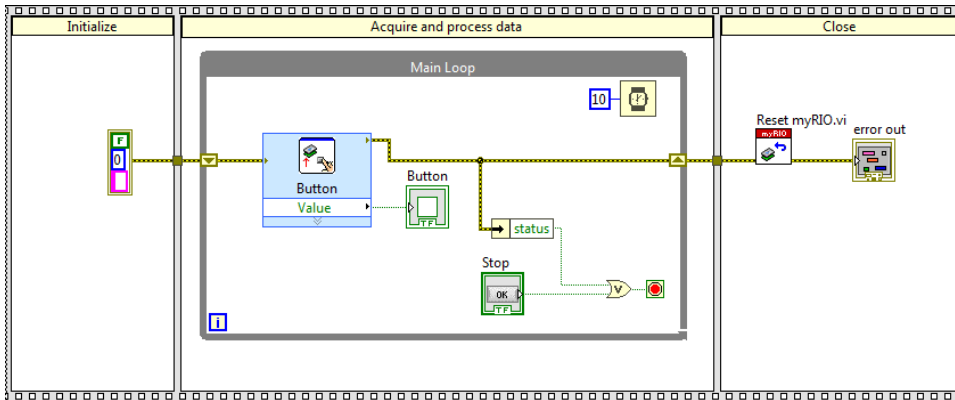 Initialize
Acquire and process data
Close
Main Loop
10
Reset myRIO.vi
myRIO
error out
F
0
Button
Value
Button
TF
status
Stop
OK
TF
V
i